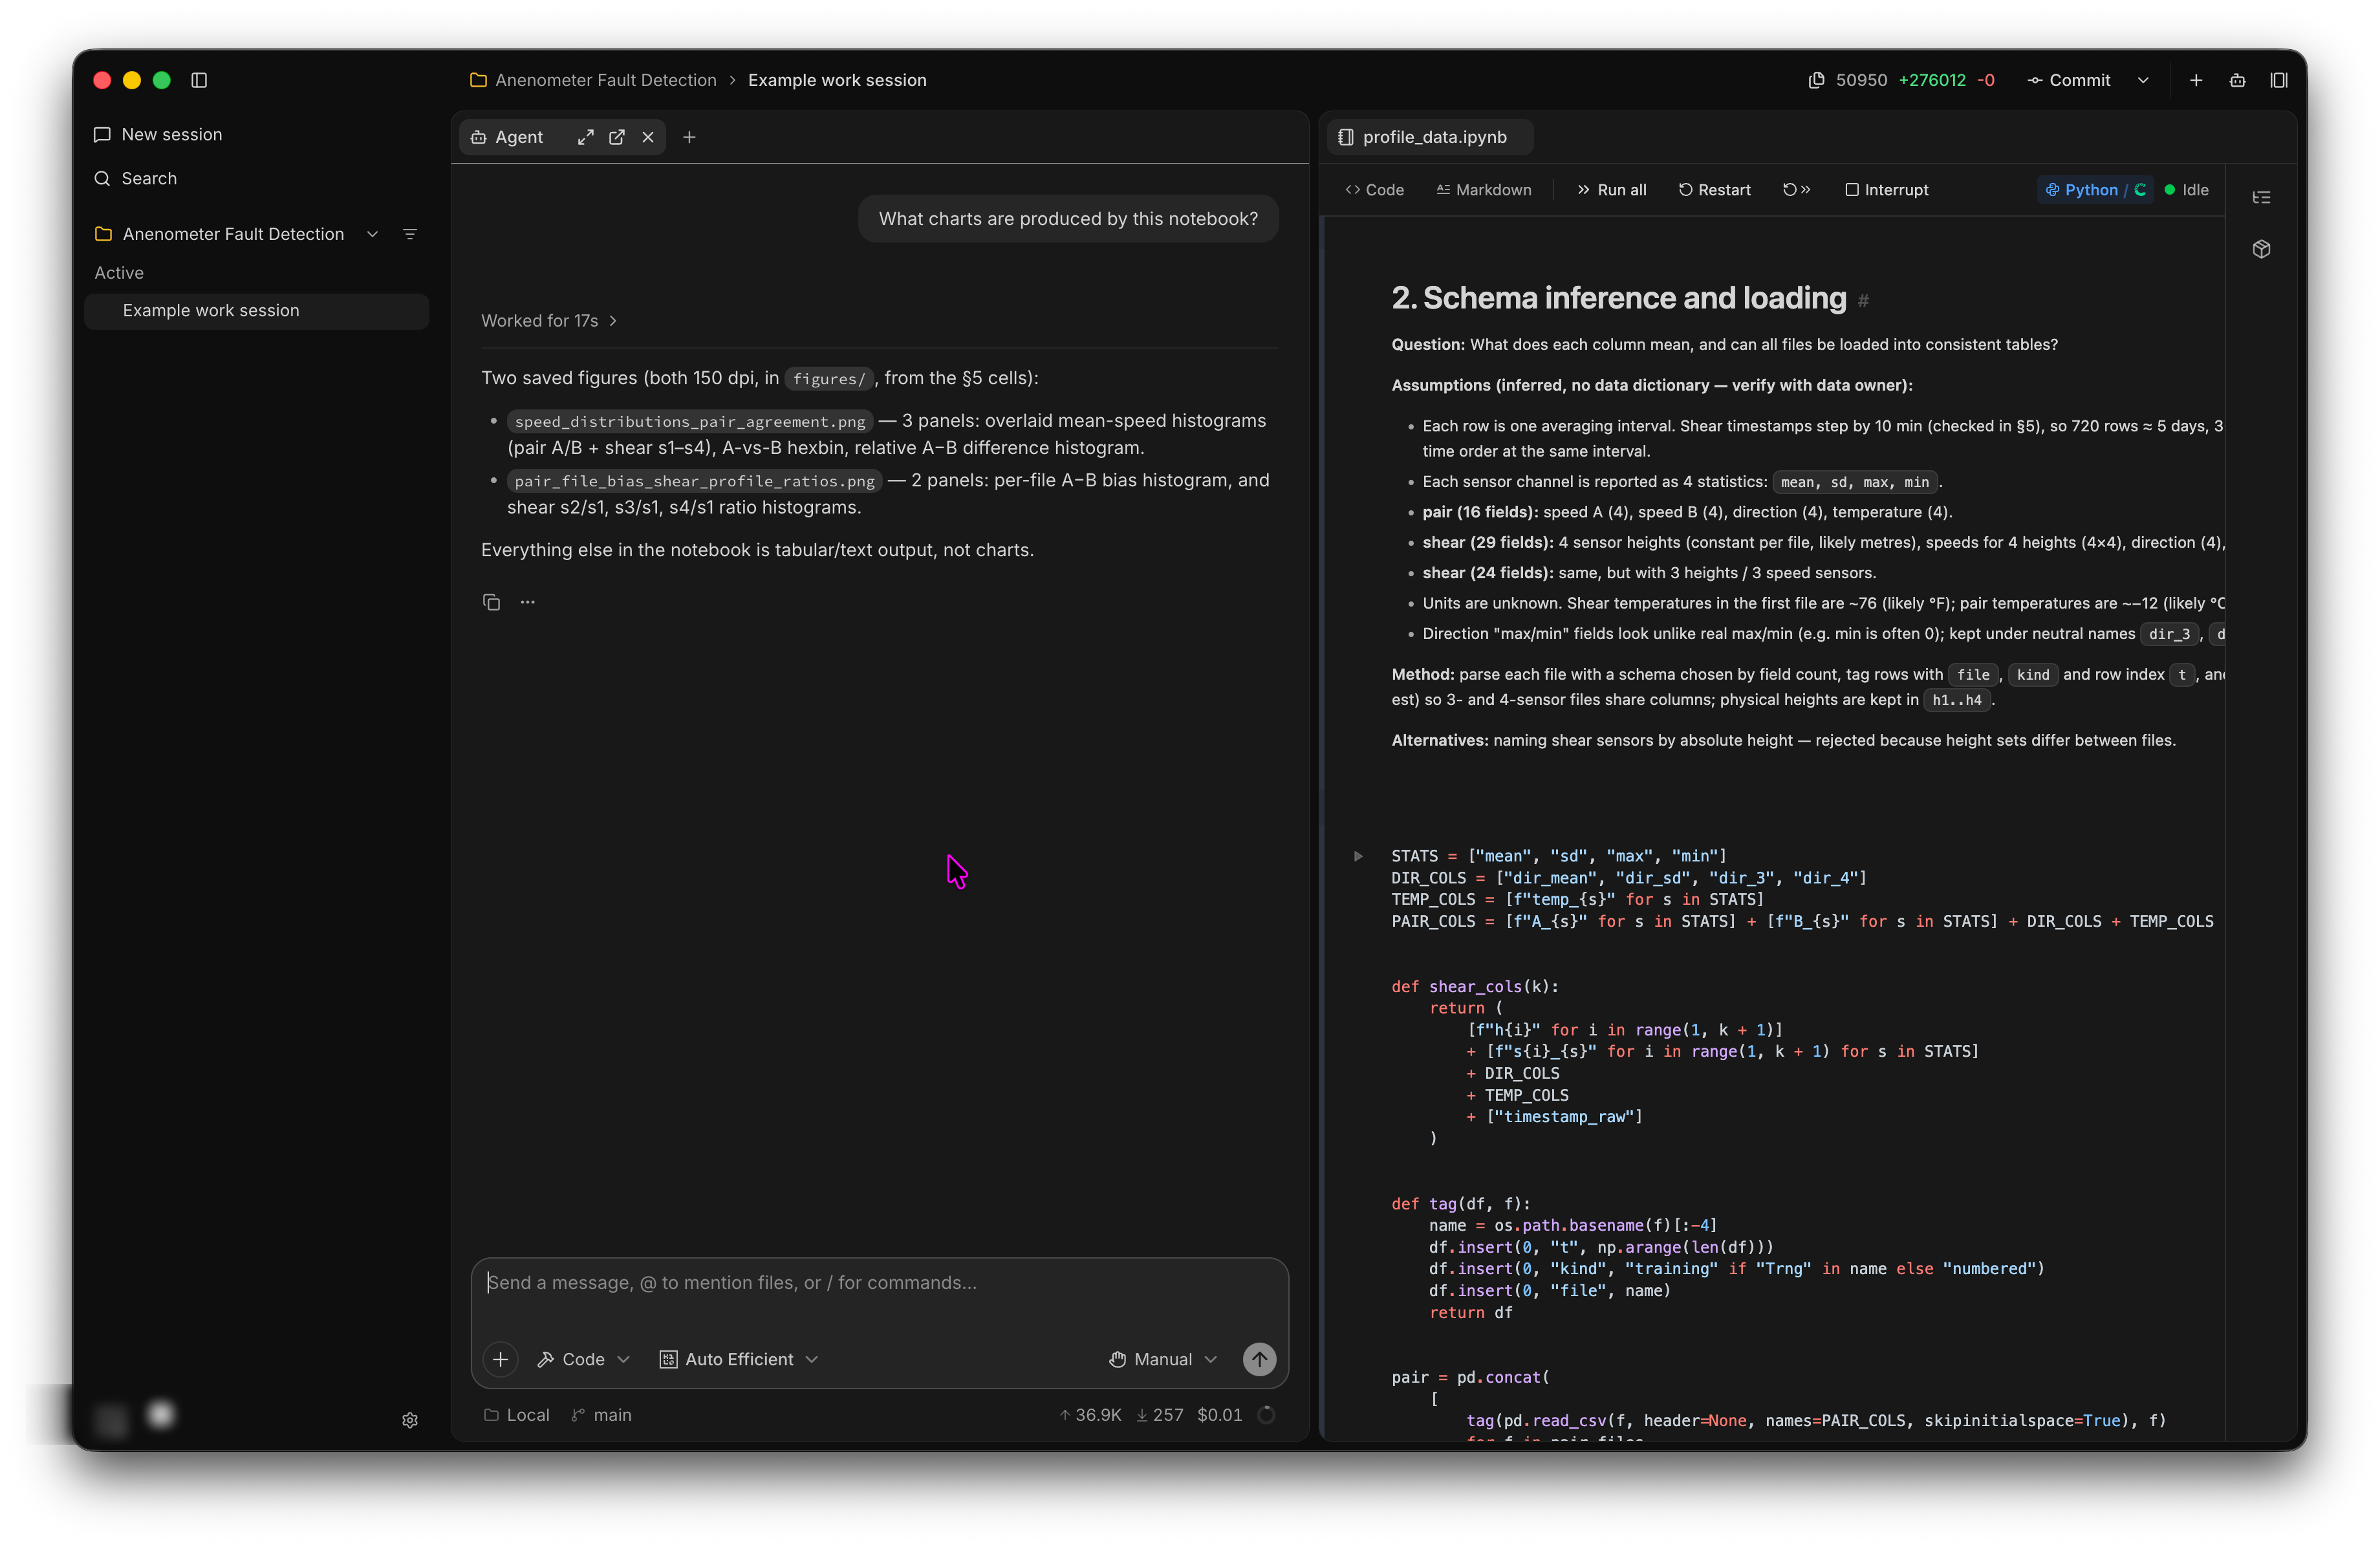 Anenometer Fault Detection > Example work session
50950 +276012 -0 Commit
New session
Search
Anenometer Fault Detection
Active
Example work session
Agent
What charts are produced by this notebook?
Worked for 17s >
Two saved figures (both 150 dpi, in figures/, from the §5 cells):
• speed_distributions_pair_agreement.png — 3 panels: overlaid mean-speed histograms
(pair A/B + shear s1–s4), A-vs-B hexbin, relative A−B difference histogram.
• pair_file_bias_shear_profile_ratios.png — 2 panels: per-file A−B bias histogram, and
shear s2/s1, s3/s1, s4/s1 ratio histograms.
Everything else in the notebook is tabular/text output, not charts.
Send a message, @ to mention files, or / for commands...
Code Auto Efficient Manual
Local main 36.9K 257 $0.01
profile_data.ipynb
Code Markdown Run all Restart Interrupt Python / Idle
2. Schema inference and loading #
Question: What does each column mean, and can all files be loaded into consistent tables?
Assumptions (inferred, no data dictionary — verify with data owner):
• Each row is one averaging interval. Shear timestamps step by 10 min (checked in §5), so 720 rows ≈ 5 days, 3
time order at the same interval.
• Each sensor channel is reported as 4 statistics: mean, sd, max, min.
• pair (16 fields): speed A (4), speed B (4), direction (4), temperature (4).
• shear (29 fields): 4 sensor heights (constant per file, likely metres), speeds for 4 heights (4×4), direction (4),
• shear (24 fields): same, but with 3 heights / 3 speed sensors.
• Units are unknown. Shear temperatures in the first file are ~76 (likely °F); pair temperatures are ~−12 (likely °C
• Direction "max/min" fields look unlike real max/min (e.g. min is often 0); kept under neutral names dir_3, d
Method: parse each file with a schema chosen by field count, tag rows with file, kind and row index t, and
est) so 3- and 4-sensor files share columns; physical heights are kept in h1..h4.
Alternatives: naming shear sensors by absolute height — rejected because height sets differ between files.
STATS = ["mean", "sd", "max", "min"]
DIR_COLS = ["dir_mean", "dir_sd", "dir_3", "dir_4"]
TEMP_COLS = [f"temp_{s}" for s in STATS]
PAIR_COLS = [f"A_{s}" for s in STATS] + [f"B_{s}" for s in STATS] + DIR_COLS + TEMP_COLS
def shear_cols(k):
    return (
        [f"h{i}" for i in range(1, k + 1)]
        + [f"s{i}_{s}" for i in range(1, k + 1) for s in STATS]
        + DIR_COLS
        + TEMP_COLS
        + ["timestamp_raw"]
    )
def tag(df, f):
    name = os.path.basename(f)[:-4]
    df.insert(0, "t", np.arange(len(df)))
    df.insert(0, "kind", "training" if "Trng" in name else "numbered")
    df.insert(0, "file", name)
    return df
pair = pd.concat(
    [
        tag(pd.read_csv(f, header=None, names=PAIR_COLS, skipinitialspace=True), f)